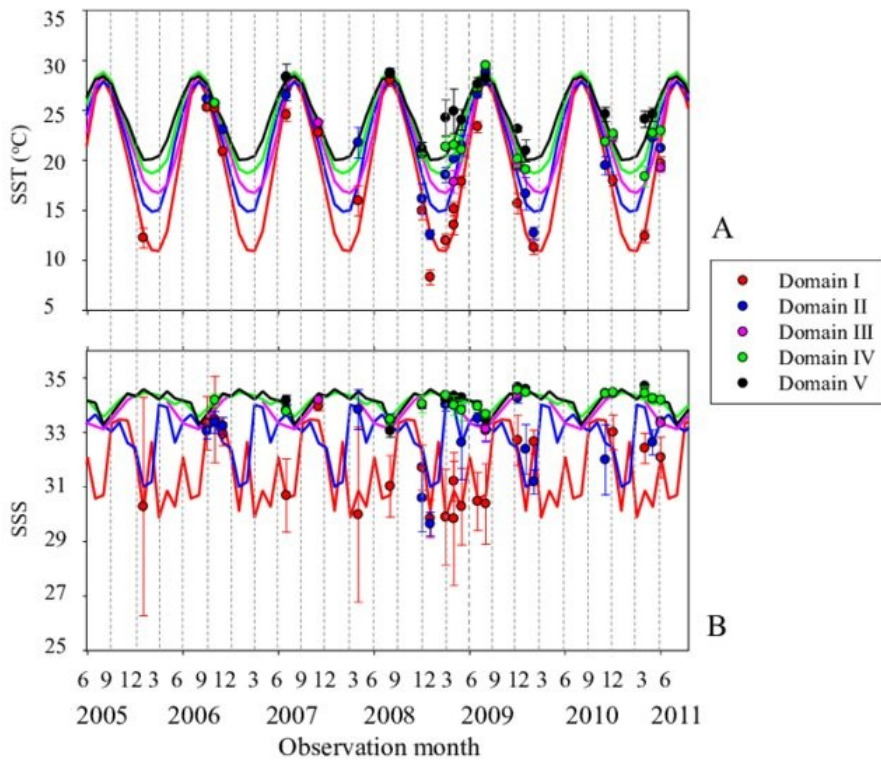 35
30
25
20
15
10
5
SST (°C)
A
Domain I
Domain II
Domain III
Domain IV
Domain V
35
33
31
29
27
25
SSS
B
6 9 12 3 6 9 12 3 6 9 12 3 6 9 12 3 6 9 12 3 6 9 12 3 6
2005 2006 2007 2008 2009 2010 2011
Observation month